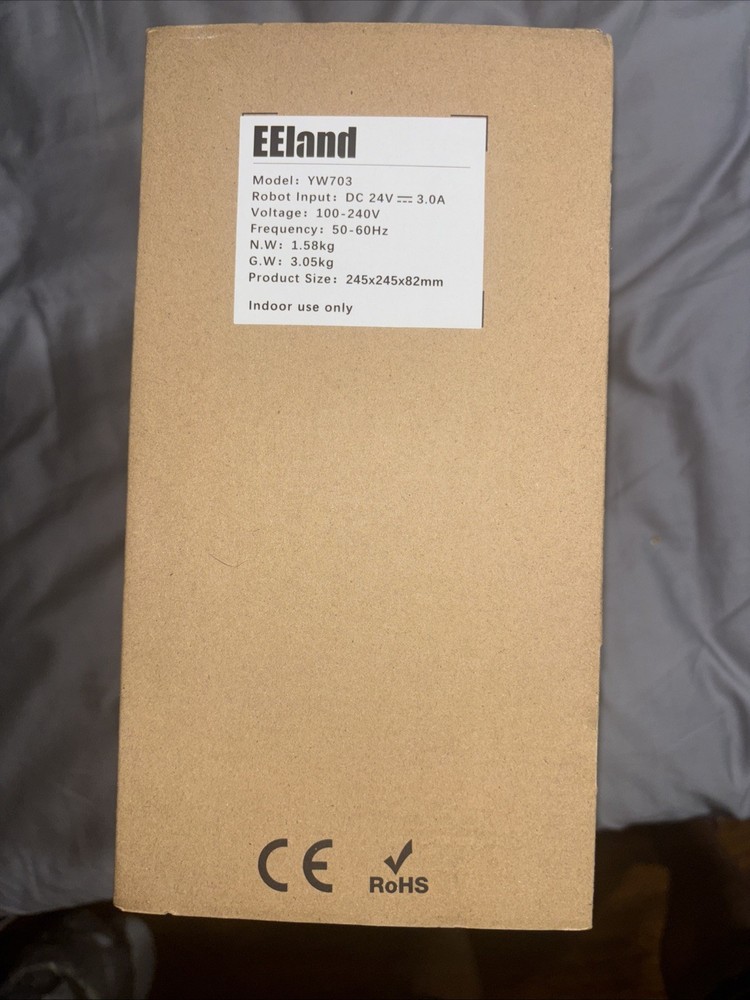 EEland
Model: YW703
Robot Input: DC 24V ⎓ 3.0A
Voltage: 100-240V
Frequency: 50-60Hz
N.W: 1.58kg
G.W: 3.05kg
Product Size: 245x245x82mm
Indoor use only
CE
RoHS